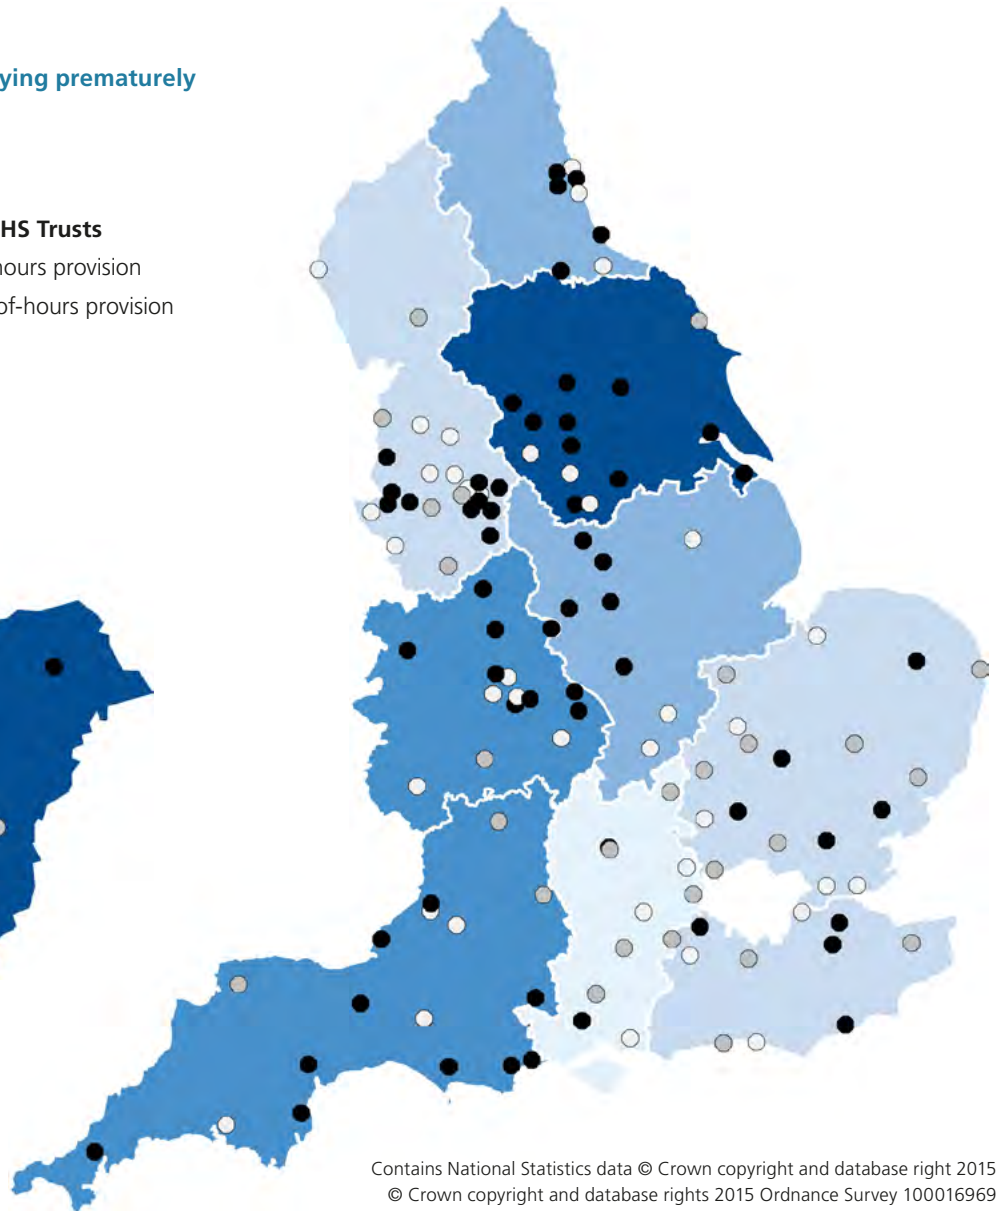 ying prematurely
HS Trusts
hours provision
of-hours provision
Contains National Statistics data © Crown copyright and database right 2015
© Crown copyright and database rights 2015 Ordnance Survey 100016969